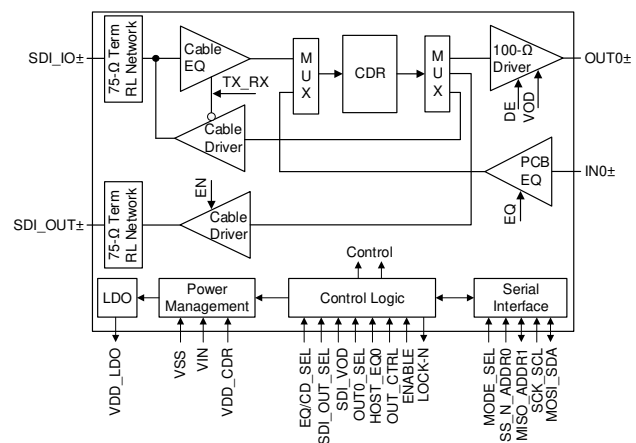 SDI_IO±
75-Ω Term
RL Network
Cable
EQ
TX_RX
Cable
Driver
M
U
X
CDR
M
U
X
100-Ω
Driver
OUT0±
DE
VOD
PCB
EQ
IN0±
EQ
SDI_OUT±
75-Ω Term
RL Network
EN
Cable
Driver
Control
LDO
Power
Management
Control Logic
Serial
Interface
VDD_LDO
VSS
VIN
VDD_CDR
EQ/CD_SEL
SDI_OUT_SEL
SDI_VOD
OUT0_SEL
HOST_EQ0
OUT_CTRL
ENABLE
LOCK-N
MODE_SEL
SS_N_ADDR0
MISO_ADDR1
SCK_SCL
MOSI_SDA